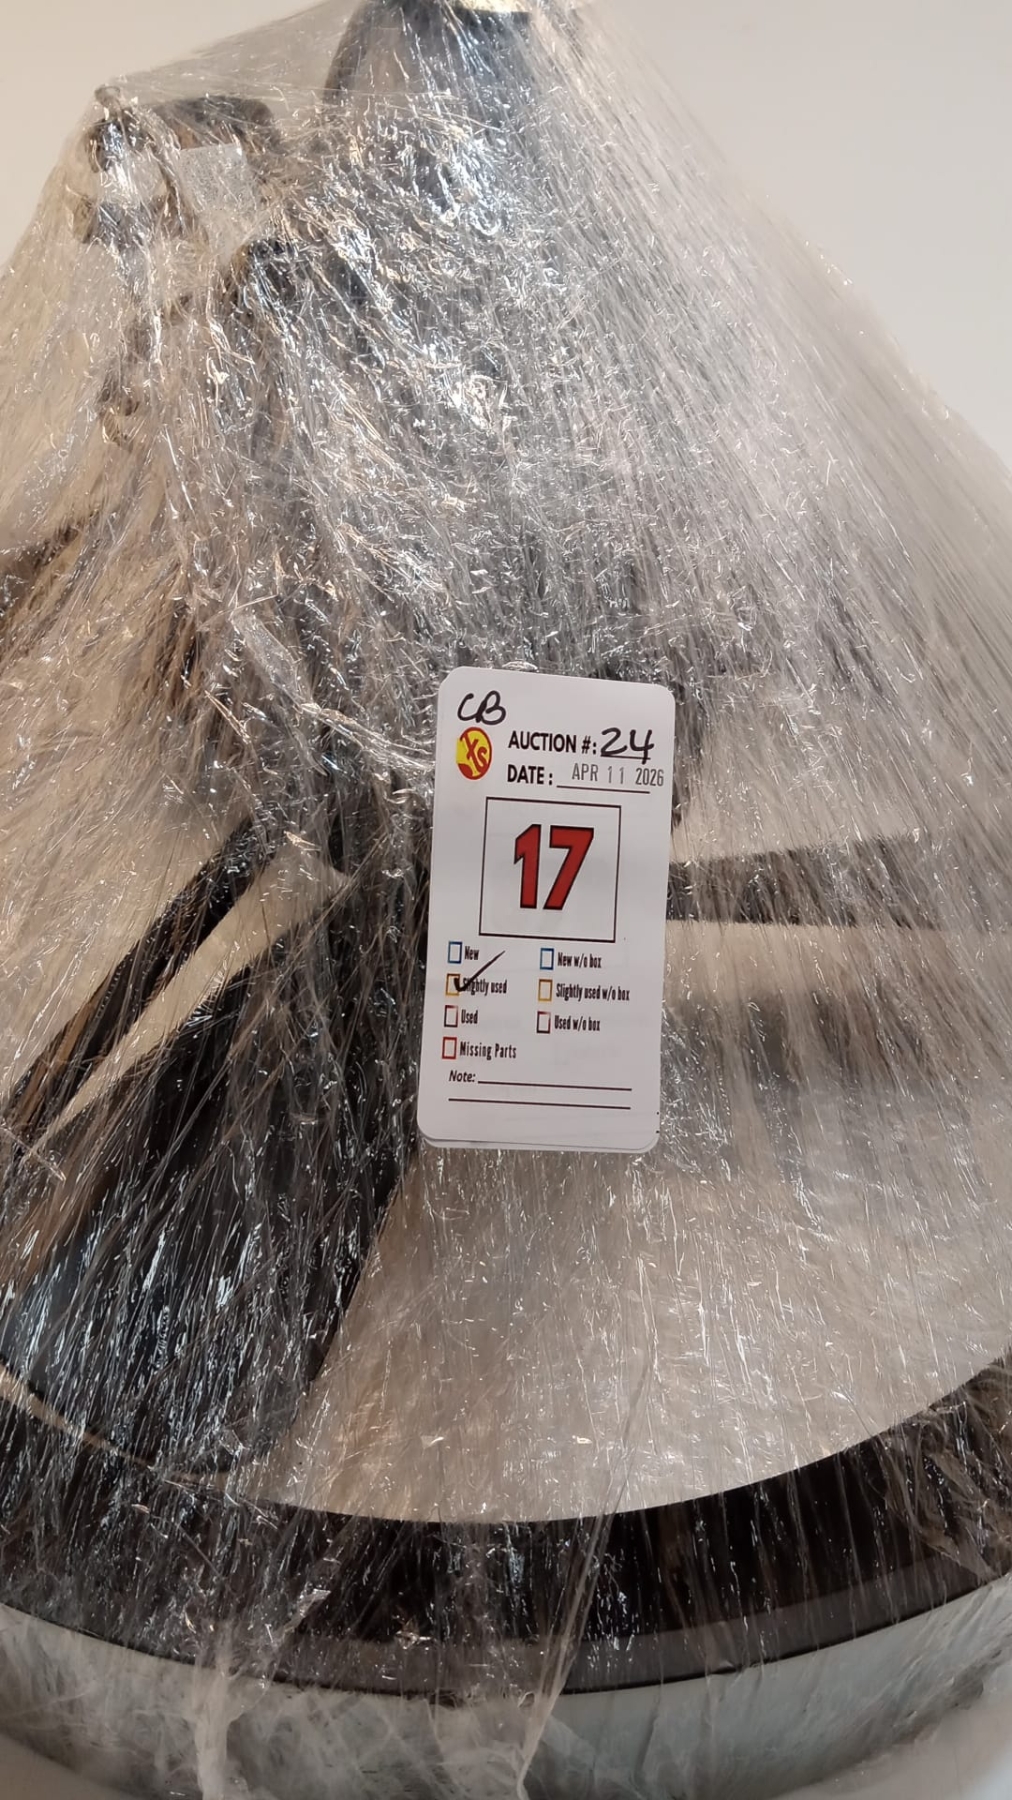 CB
XS
AUCTION #: 24
DATE: APR 11 2026
17
New
New w/o box
Slightly used
Slightly used w/o box
Used
Used w/o box
Missing Parts
Note: